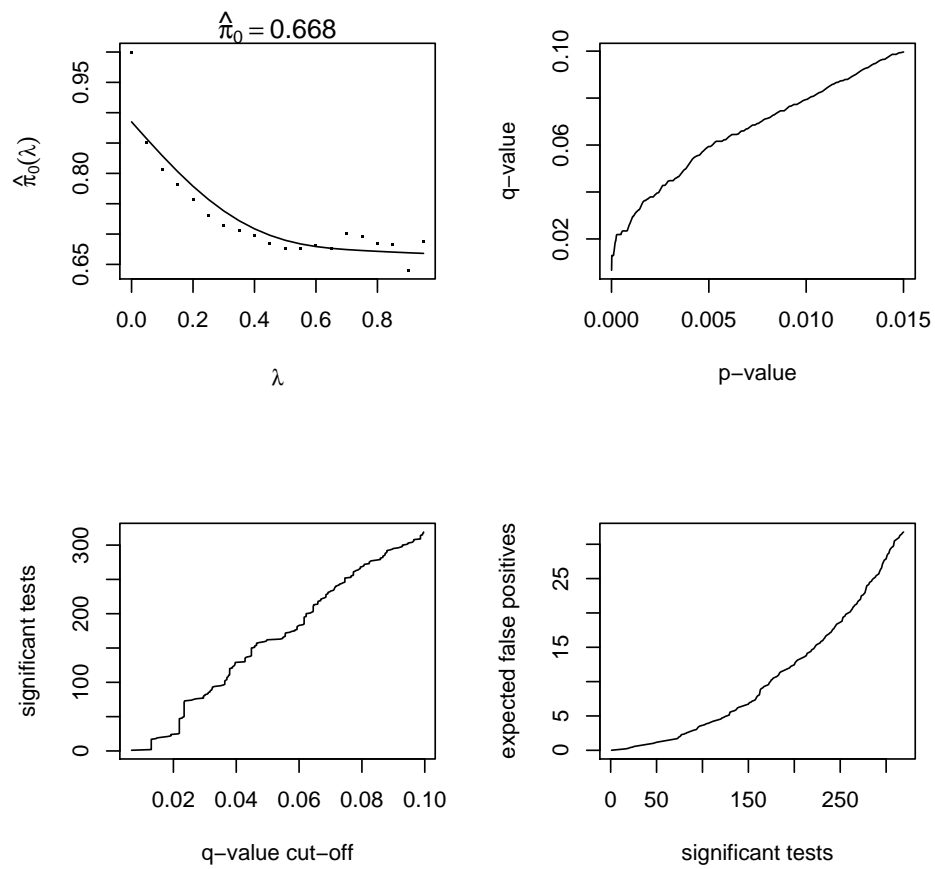 π̂₀ = 0.668
π̂₀(λ)
0.95
0.80
0.65
0.0 0.2 0.4 0.6 0.8
λ
q−value
0.10
0.06
0.02
0.000 0.005 0.010 0.015
p−value
significant tests
300
200
100
0
0.02 0.04 0.06 0.08 0.10
q−value cut−off
expected false positives
25
15
5
0
0 50 150 250
significant tests